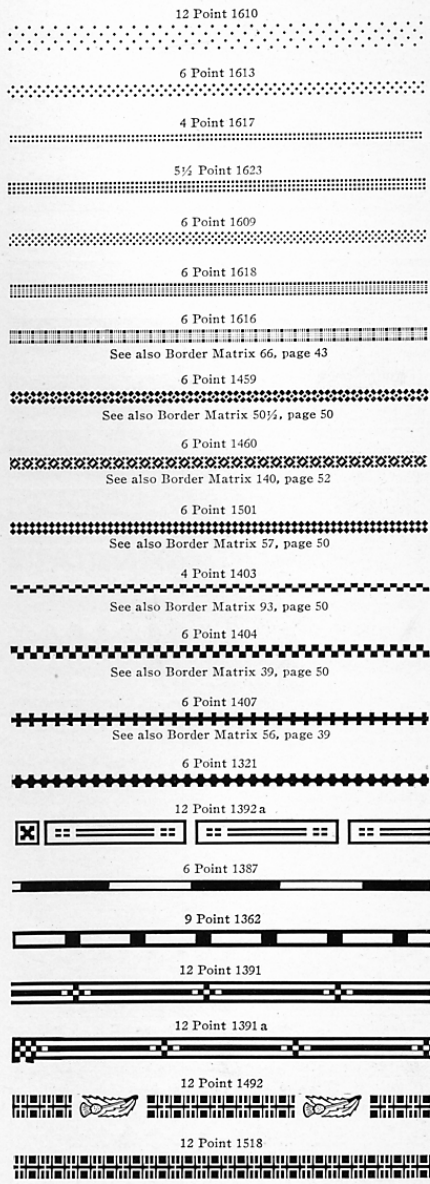 12 Point 1610
6 Point 1613
4 Point 1617
5½ Point 1623
6 Point 1609
6 Point 1618
6 Point 1616
See also Border Matrix 66, page 43
6 Point 1459
See also Border Matrix 50½, page 50
6 Point 1460
See also Border Matrix 140, page 52
6 Point 1501
See also Border Matrix 57, page 50
4 Point 1403
See also Border Matrix 93, page 50
6 Point 1404
See also Border Matrix 39, page 50
6 Point 1407
See also Border Matrix 56, page 39
6 Point 1321
12 Point 1392a
6 Point 1387
9 Point 1362
12 Point 1391
12 Point 1391a
12 Point 1492
12 Point 1518